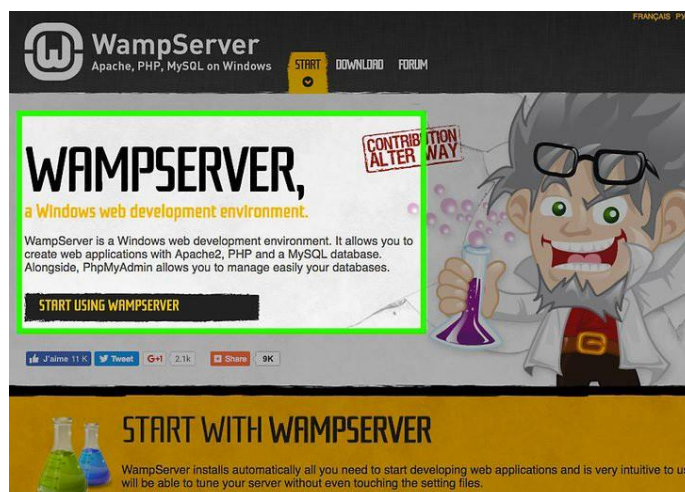 FRANÇAIS
WampServer
Apache, PHP, MySQL on Windows
START
DOWNLOAD
FORUM
CONTRIBUTION
ALTER WAY
WAMPSERVER,
a Windows web development environment.
WampServer is a Windows web development environment. It allows you to
create web applications with Apache2, PHP and a MySQL database.
Alongside, PhpMyAdmin allows you to manage easily your databases.
START USING WAMPSERVER
J'aime 11 K
Tweet
G+1
2.1k
Share
9K
START WITH WAMPSERVER
WampServer installs automatically all you need to start developing web applications and is very intuitive to
will be able to tune your server without even touching the setting files.